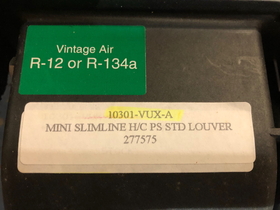 Vintage Air
R-12 or R-134a
10301-VUX-A
MINI SLIMLINE H/C PS STD LOUVER
277575